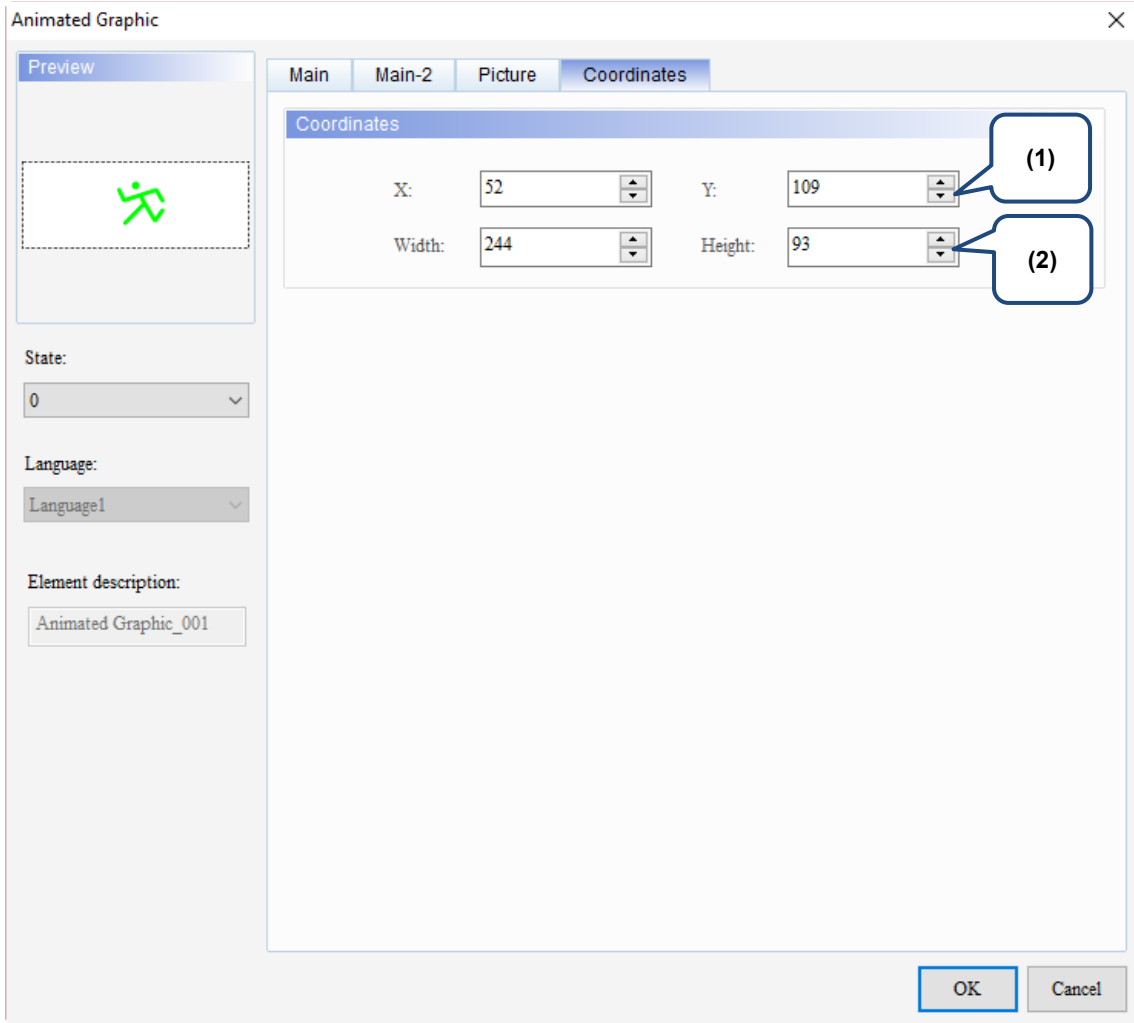 Animated Graphic
Preview
Main Main-2 Picture Coordinates
Coordinates
X: 52 Y: 109
(1)
Width: 244 Height: 93
(2)
State:
0
Language:
Language1
Element description:
Animated Graphic_001
OK Cancel